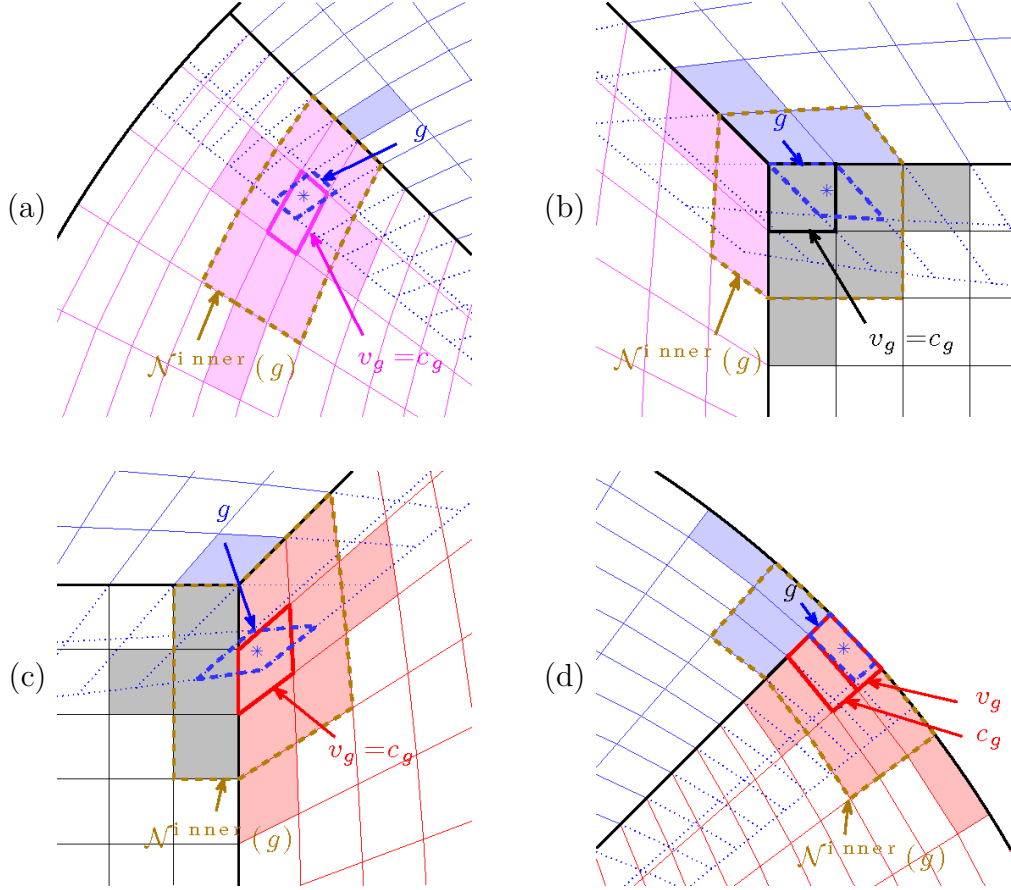 (a)
g
v_g = c_g
𝒩^inner(g)
(b)
g
v_g = c_g
𝒩^inner(g)
(c)
g
v_g = c_g
𝒩^inner(g)
(d)
g
v_g
c_g
𝒩^inner(g)